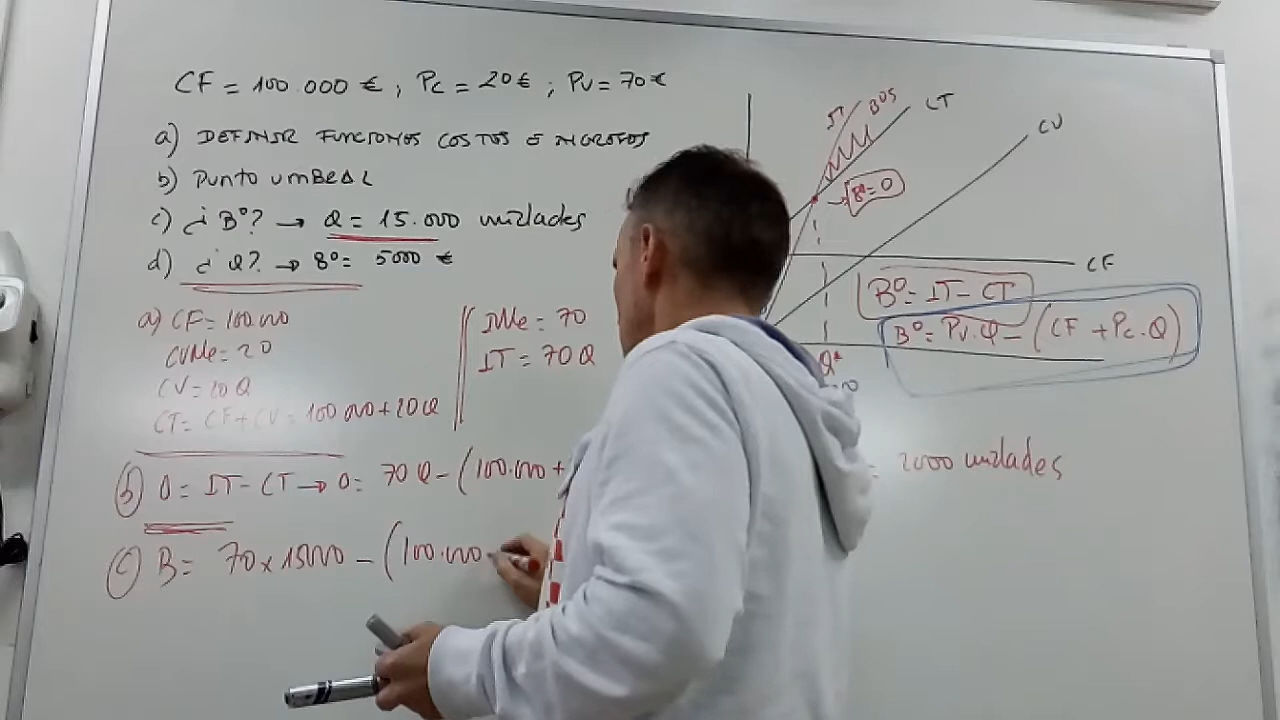 CF = 100.000 €, Pc = 20 €; Pv = 70 €
a) DEFINIR FUNCIONES COSTOS E INGRESOS
b) PUNTO UMBRAL
c) ¿Bº? → Q = 15.000 unidades
d) ¿Q? → Bº = 5000 €
a) CF = 100.000
CVMe = 20
CV = 20 Q
CT = CF + CV = 100 000 + 20 Q
IMe = 70
IT = 70 Q
b) 0 = IT - CT → 0 = 70 Q - (100.000 +
= 2000 unidades
c) B = 70 x 15000 - (100.000
IT
BºS
CT
CV
→ Bº = 0
CF
Bº = IT - CT
Bº = Pv.Q - (CF + Pc.Q)
Q*